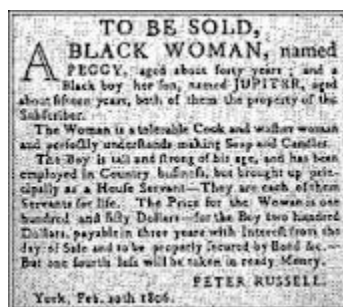 TO BE SOLD,
A BLACK WOMAN, named
PEGGY, aged about forty years ; and a
Black boy her son, named JUPITER, aged
about fifteen years, both of them the property of the
Subscriber.
The Woman is a tolerable Cook and washer woman
and perfectly understands making Soap and Candles.
The Boy is tall and strong of his age, and has been
employed in Country business, but brought up prin-
cipally as a House Servant—They are each of them
Servants for life. The Price for the Woman is one
hundred and fifty Dollars—for the Boy two hundred
Dollars, payable in three years with Interest from the
day of Sale and to be properly secured by Bond &c.—
But one fourth less will be taken in ready Money.
PETER RUSSELL.
York, Feb. 10th 1806.